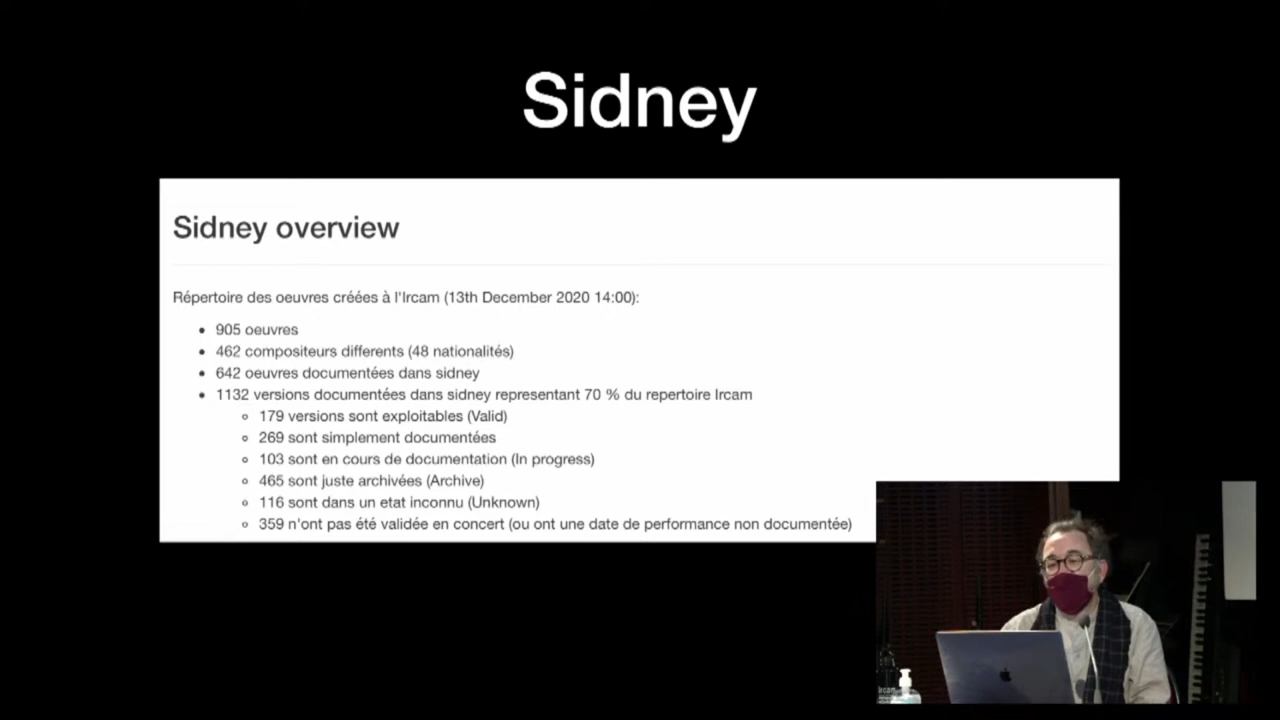 Sidney
Sidney overview
Répertoire des oeuvres créées à l'Ircam (13th December 2020 14:00):
905 oeuvres
462 compositeurs differents (48 nationalités)
642 oeuvres documentées dans sidney
1132 versions documentées dans sidney representant 70 % du repertoire Ircam
179 versions sont exploitables (Valid)
269 sont simplement documentées
103 sont en cours de documentation (In progress)
465 sont juste archivées (Archive)
116 sont dans un etat inconnu (Unknown)
359 n'ont pas été validée en concert (ou ont une date de performance non documentée)
ircam